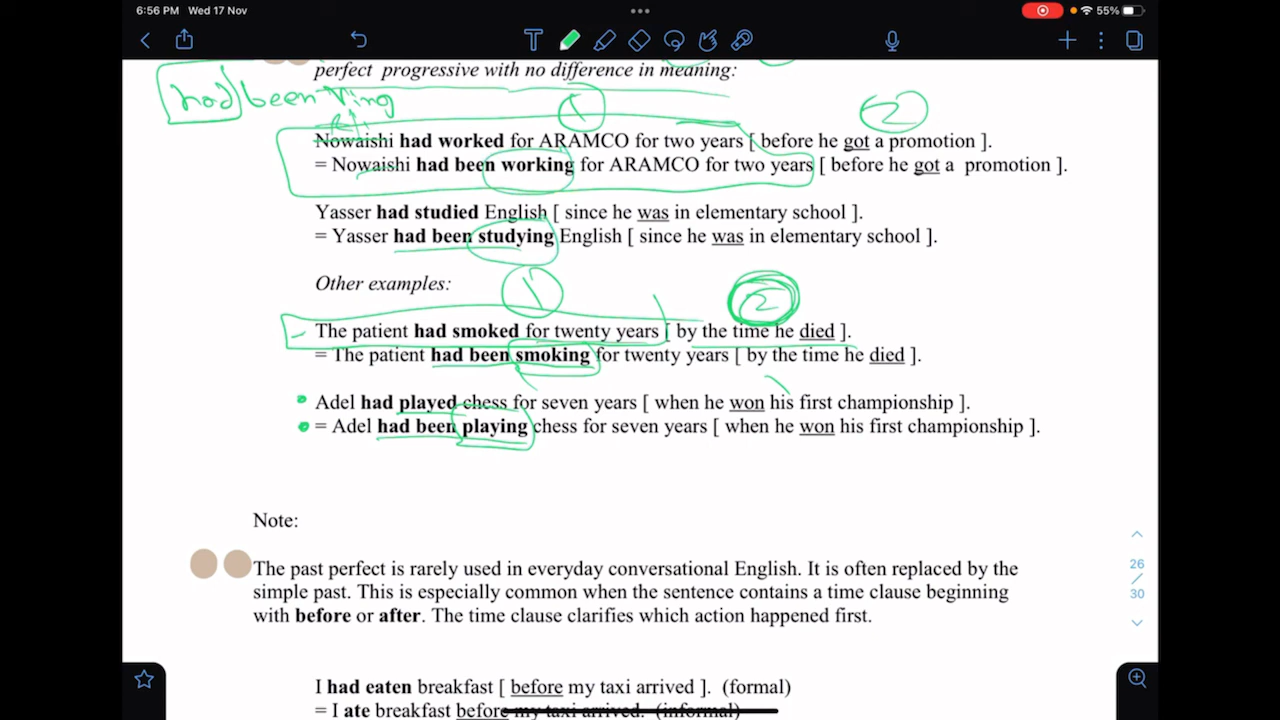 6:56 PM Wed 17 Nov
55%
perfect progressive with no difference in meaning:
had been Ving
1
2
Nowaishi had worked for ARAMCO for two years [ before he got a promotion ].
= Nowaishi had been working for ARAMCO for two years [ before he got a promotion ].
Yasser had studied English [ since he was in elementary school ].
= Yasser had been studying English [ since he was in elementary school ].
Other examples:
1
2
The patient had smoked for twenty years [ by the time he died ].
= The patient had been smoking for twenty years [ by the time he died ].
Adel had played chess for seven years [ when he won his first championship ].
= Adel had been playing chess for seven years [ when he won his first championship ].
Note:
The past perfect is rarely used in everyday conversational English. It is often replaced by the
simple past. This is especially common when the sentence contains a time clause beginning
with before or after. The time clause clarifies which action happened first.
26
/
30
I had eaten breakfast [ before my taxi arrived ]. (formal)
= I ate breakfast before my taxi arrived. (informal)